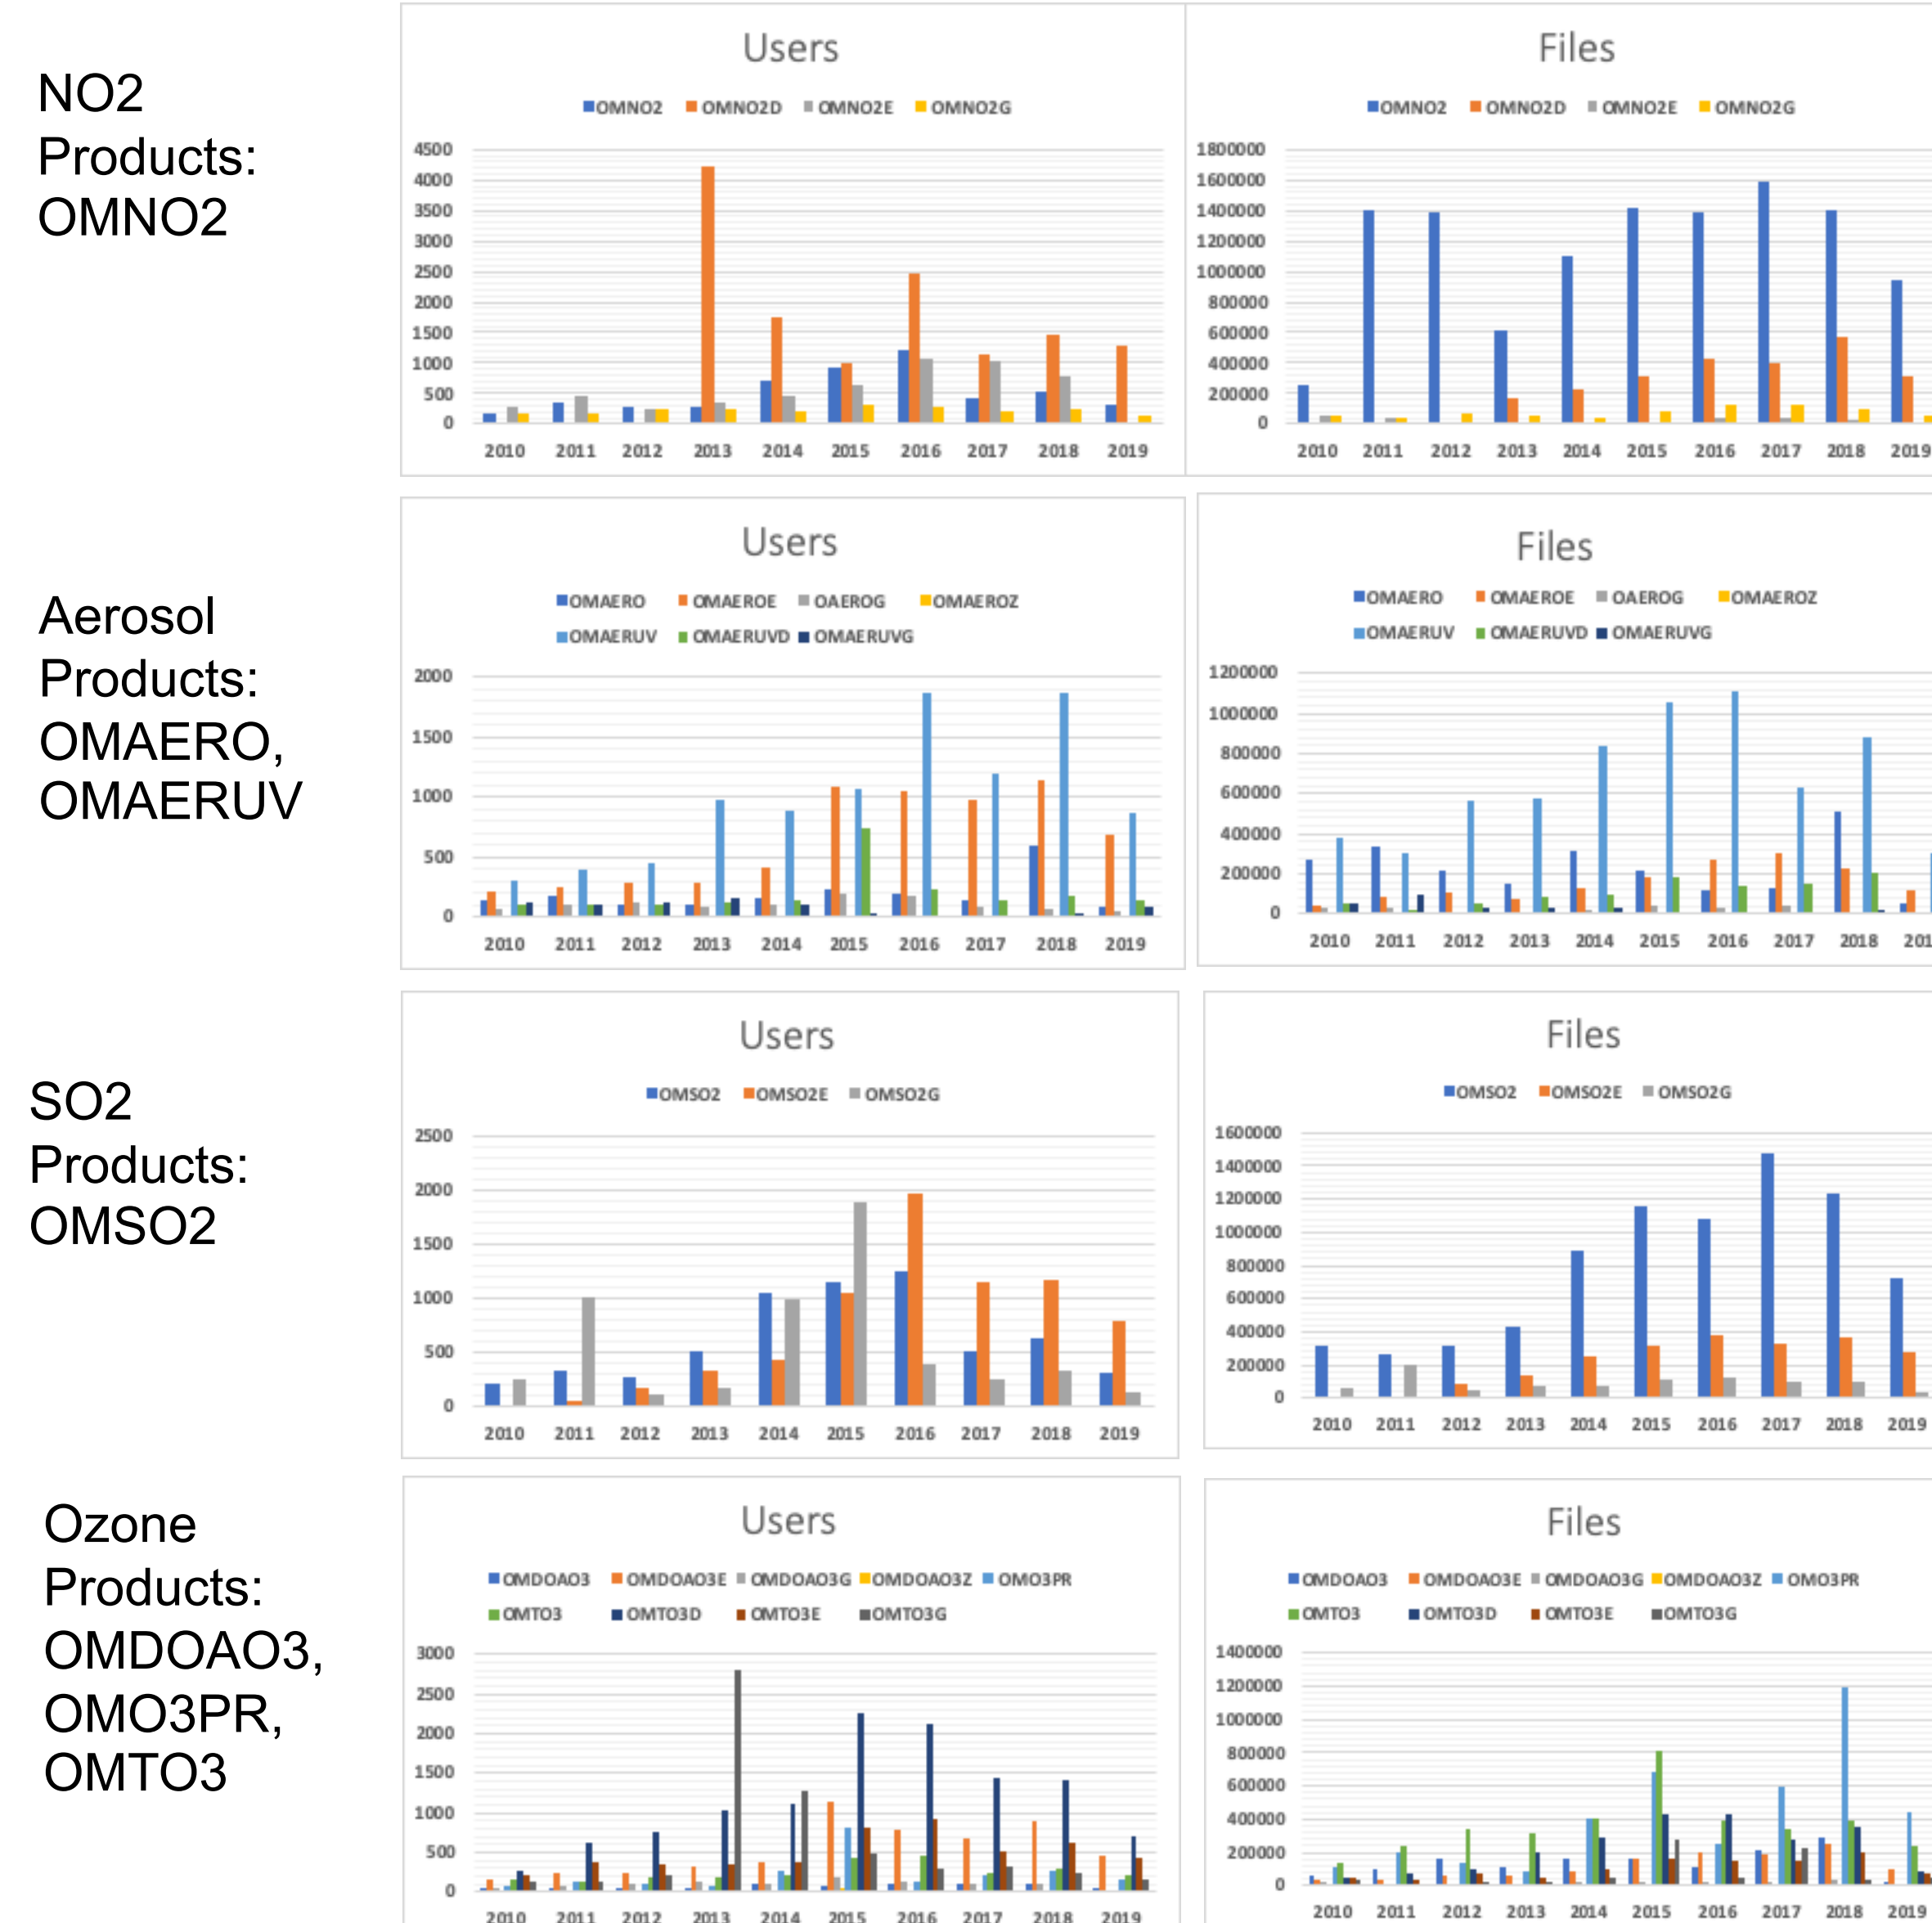 NO2
Products:
OMNO2
Users
OMNO2 OMNO2D OMNO2E OMNO2G
4500
4000
3500
3000
2500
2000
1500
1000
500
0
2010 2011 2012 2013 2014 2015 2016 2017 2018 2019
Files
OMNO2 OMNO2D OMNO2E OMNO2G
1800000
1600000
1400000
1200000
1000000
800000
600000
400000
200000
0
2010 2011 2012 2013 2014 2015 2016 2017 2018 2019
Aerosol
Products:
OMAERO,
OMAERUV
Users
OMAERO OMAEROE OAEROG OMAEROZ
OMAERUV OMAERUVD OMAERUVG
2000
1500
1000
500
0
2010 2011 2012 2013 2014 2015 2016 2017 2018 2019
Files
OMAERO OMAEROE OAEROG OMAEROZ
OMAERUV OMAERUVD OMAERUVG
1200000
1000000
800000
600000
400000
200000
0
2010 2011 2012 2013 2014 2015 2016 2017 2018
SO2
Products:
OMSO2
Users
OMSO2 OMSO2E OMSO2G
2500
2000
1500
1000
500
0
2010 2011 2012 2013 2014 2015 2016 2017 2018 2019
Files
OMSO2 OMSO2E OMSO2G
1600000
1400000
1200000
1000000
800000
600000
400000
200000
0
2010 2011 2012 2013 2014 2015 2016 2017 2018 2019
Ozone
Products:
OMDOAO3,
OMO3PR,
OMTO3
Users
OMDOAO3 OMDOAO3E OMDOAO3G OMDOAO3Z OMO3PR
OMTO3 OMTO3D OMTO3E OMTO3G
3000
2500
2000
1500
1000
500
0
2010 2011 2012 2013 2014 2015 2016 2017 2018 2019
Files
OMDOAO3 OMDOAO3E OMDOAO3G OMDOAO3Z OMO3PR
OMTO3 OMTO3D OMTO3E OMTO3G
1400000
1200000
1000000
800000
600000
400000
200000
0
2010 2011 2012 2013 2014 2015 2016 2017 2018 2019